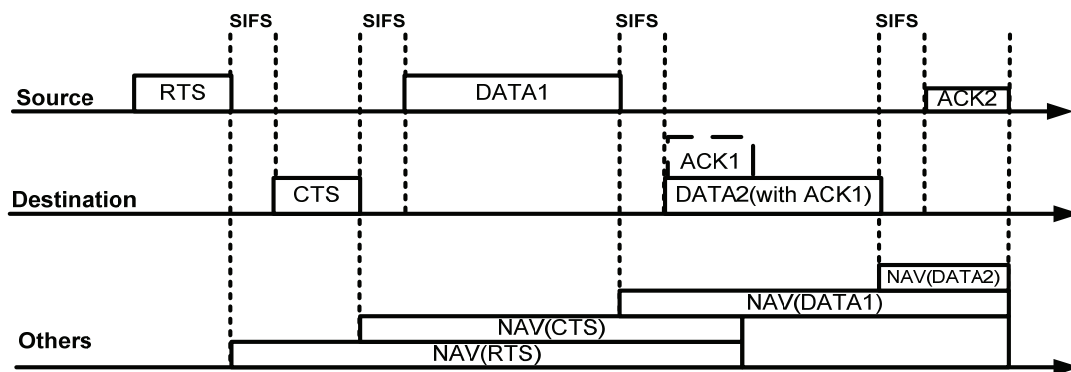 SIFS SIFS SIFS SIFS
Source RTS DATA1 ACK2
ACK1
Destination CTS DATA2(with ACK1)
NAV(DATA2)
NAV(DATA1)
Others NAV(CTS)
NAV(RTS)